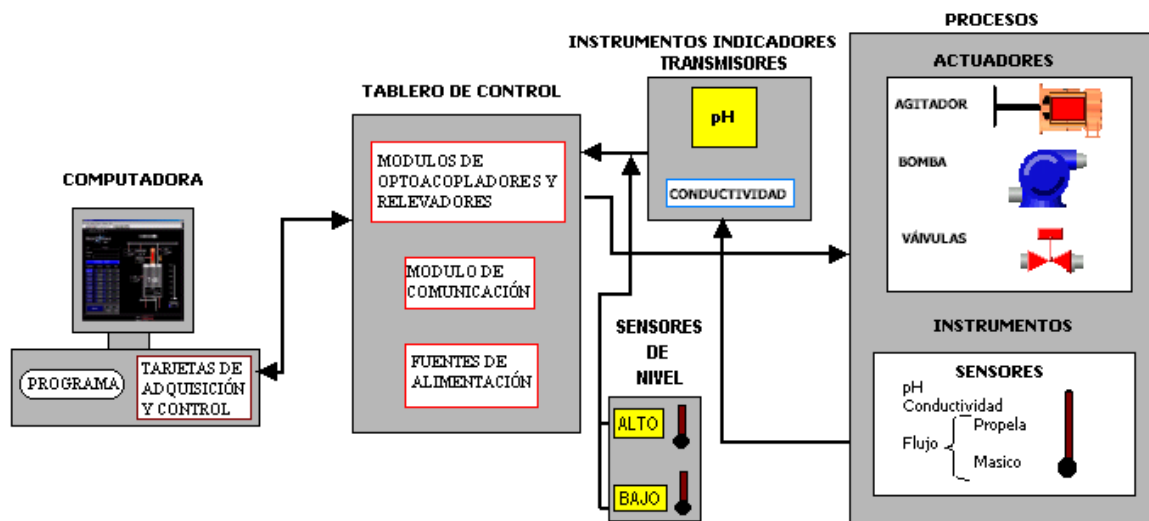 COMPUTADORA
PROGRAMA
TARJETAS DE
ADQUISICIÓN
Y CONTROL
TABLERO DE CONTROL
MODULOS DE
OPTOACOPLADORES Y
RELEVADORES
MODULO DE
COMUNICACIÓN
FUENTES DE
ALIMENTACIÓN
INSTRUMENTOS INDICADORES
TRANSMISORES
pH
CONDUCTIVIDAD
SENSORES
DE
NIVEL
ALTO
BAJO
PROCESOS
ACTUADORES
AGITADOR
BOMBA
VÁIVULAS
INSTRUMENTOS
SENSORES
pH
Conductividad
Flujo
Propela
Masico